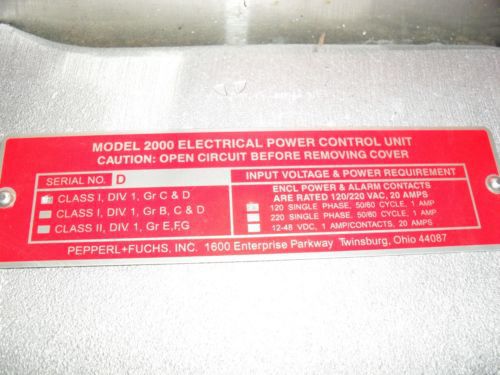 MODEL 2000 ELECTRICAL POWER CONTROL UNIT
CAUTION: OPEN CIRCUIT BEFORE REMOVING COVER
SERIAL NO. D
CLASS I, DIV 1, Gr C & D
CLASS I, DIV 1, Gr B, C & D
CLASS II, DIV 1, Gr E,F,G
INPUT VOLTAGE & POWER REQUIREMENT
ENCL POWER & ALARM CONTACTS
ARE RATED 120/220 VAC, 20 AMPS
120 SINGLE PHASE, 50/60 CYCLE, 1 AMP
220 SINGLE PHASE, 50/60 CYCLE, 1 AMP
12-48 VDC, 1 AMP/CONTACTS, 20 AMPS
PEPPERL+FUCHS, INC. 1600 Enterprise Parkway Twinsburg, Ohio 44087